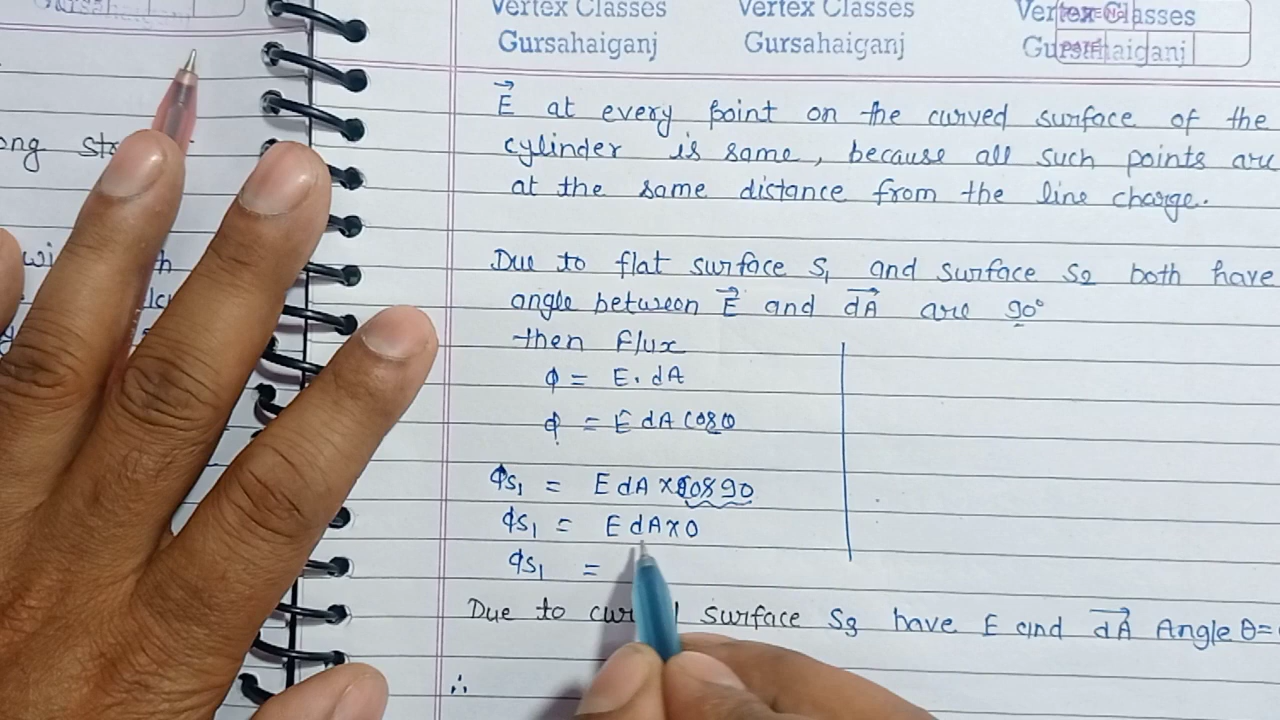 Vertex Classes Vertex Classes Vertex Classes
Gursahaiganj Gursahaiganj Gursahaiganj
ong
E⃗ at every point on the curved surface of the
cylinder is same, because all such points are
at the same distance from the line charge.
Due to flat surface S₁ and surface S₂ both have
angle between E⃗ and dA⃗ are 90°
then Flux
ϕ = E. dA
ϕ = E dA cosθ
ϕs₁ = E dA × cos 90
ϕs₁ = E dA × 0
ϕs₁ =
Due to surface S₃ have E and dA⃗ Angle θ=
∴